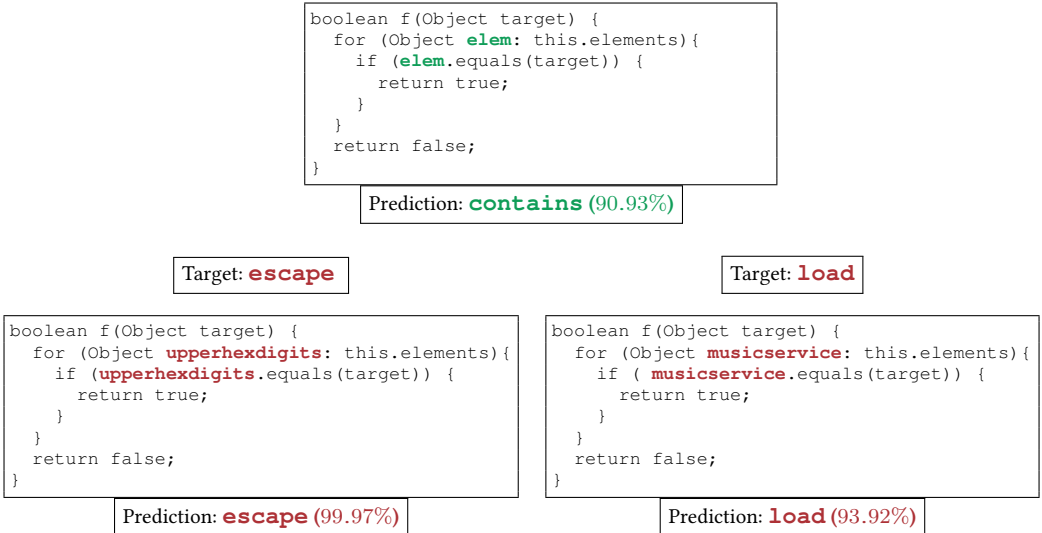 boolean f(Object target) {
  for (Object elem: this.elements){
    if (elem.equals(target)) {
      return true;
    }
  }
  return false;
}
Prediction: contains (90.93%)
Target: escape
boolean f(Object target) {
  for (Object upperhexdigits: this.elements){
    if (upperhexdigits.equals(target)) {
      return true;
    }
  }
  return false;
}
Prediction: escape (99.97%)
Target: load
boolean f(Object target) {
  for (Object musicservice: this.elements){
    if ( musicservice.equals(target)) {
      return true;
    }
  }
  return false;
}
Prediction: load (93.92%)